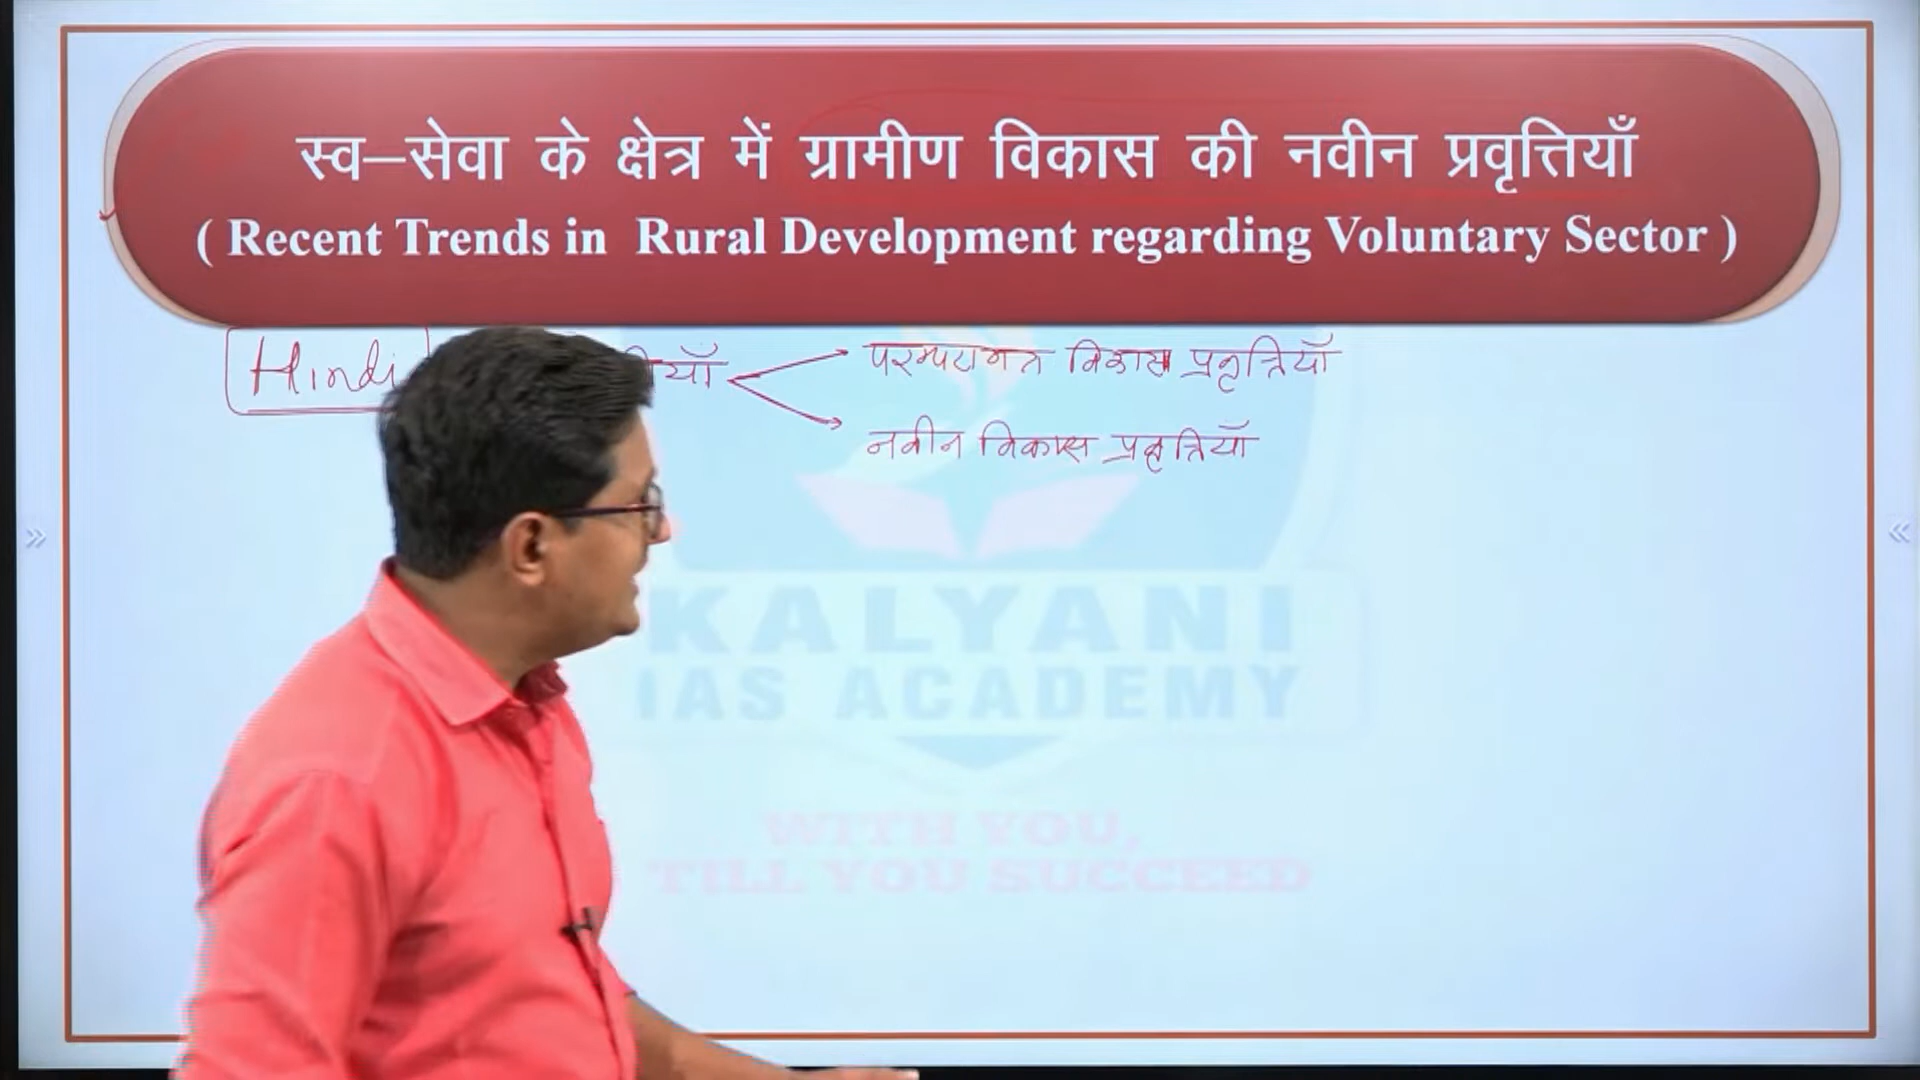 स्व–सेवा के क्षेत्र में ग्रामीण विकास की नवीन प्रवृत्तियाँ
( Recent Trends in Rural Development regarding Voluntary Sector )
Hindi
परम्परागत विकास प्रवृत्तियाँ
नवीन विकास प्रवृत्तियाँ
KALYANI
IAS ACADEMY
WITH YOU,
TILL YOU SUCCEED